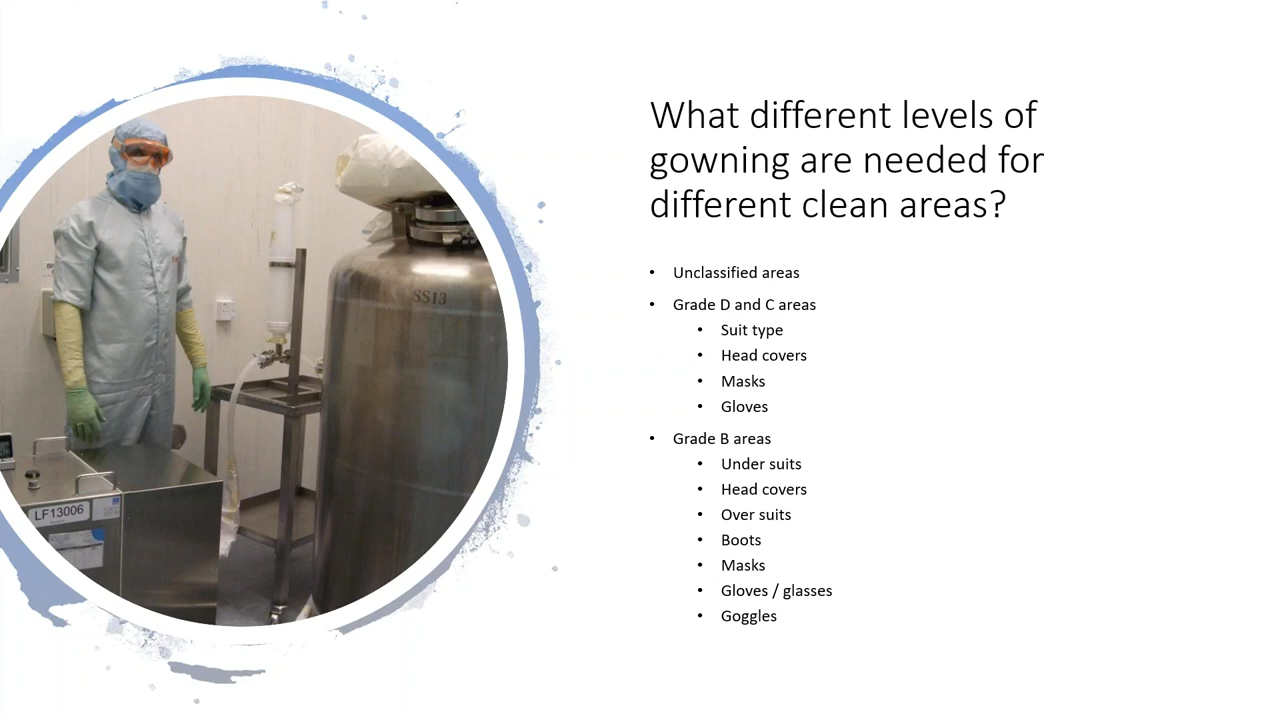 What different levels of
gowning are needed for
different clean areas?
• Unclassified areas
• Grade D and C areas
• Suit type
• Head covers
• Masks
• Gloves
• Grade B areas
• Under suits
• Head covers
• Over suits
• Boots
• Masks
• Gloves / glasses
• Goggles
SS13
LF13006